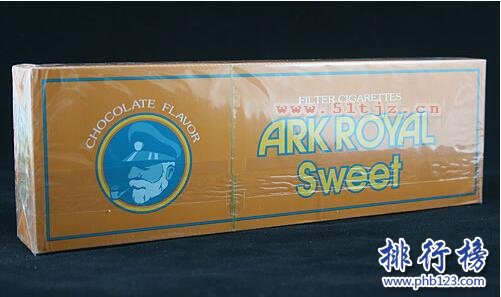 CHOCOLATE FLAVOR
FILTER CIGARETTES
www.51tjz.cn
ARK ROYAL
Sweet
排行榜
www.phb123.com